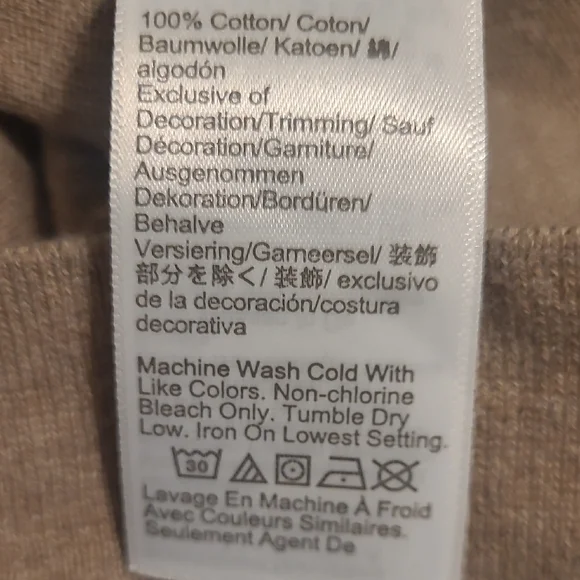 100% Cotton/ Coton/
Baumwolle/ Katoen/ 綿/
algodón
Exclusive of
Decoration/Trimming/ Sauf
Décoration/Garniture/
Ausgenommen
Dekoration/Bordüren/
Behalve
Versiering/Garneersel/ 装飾
部分を除く/ 装飾/ exclusivo
de la decoración/costura
decorativa
Machine Wash Cold With
Like Colors. Non-chlorine
Bleach Only. Tumble Dry
Low. Iron On Lowest Setting.
30
Lavage En Machine À Froid
Avec Couleurs Similaires.
Seulement Agent De